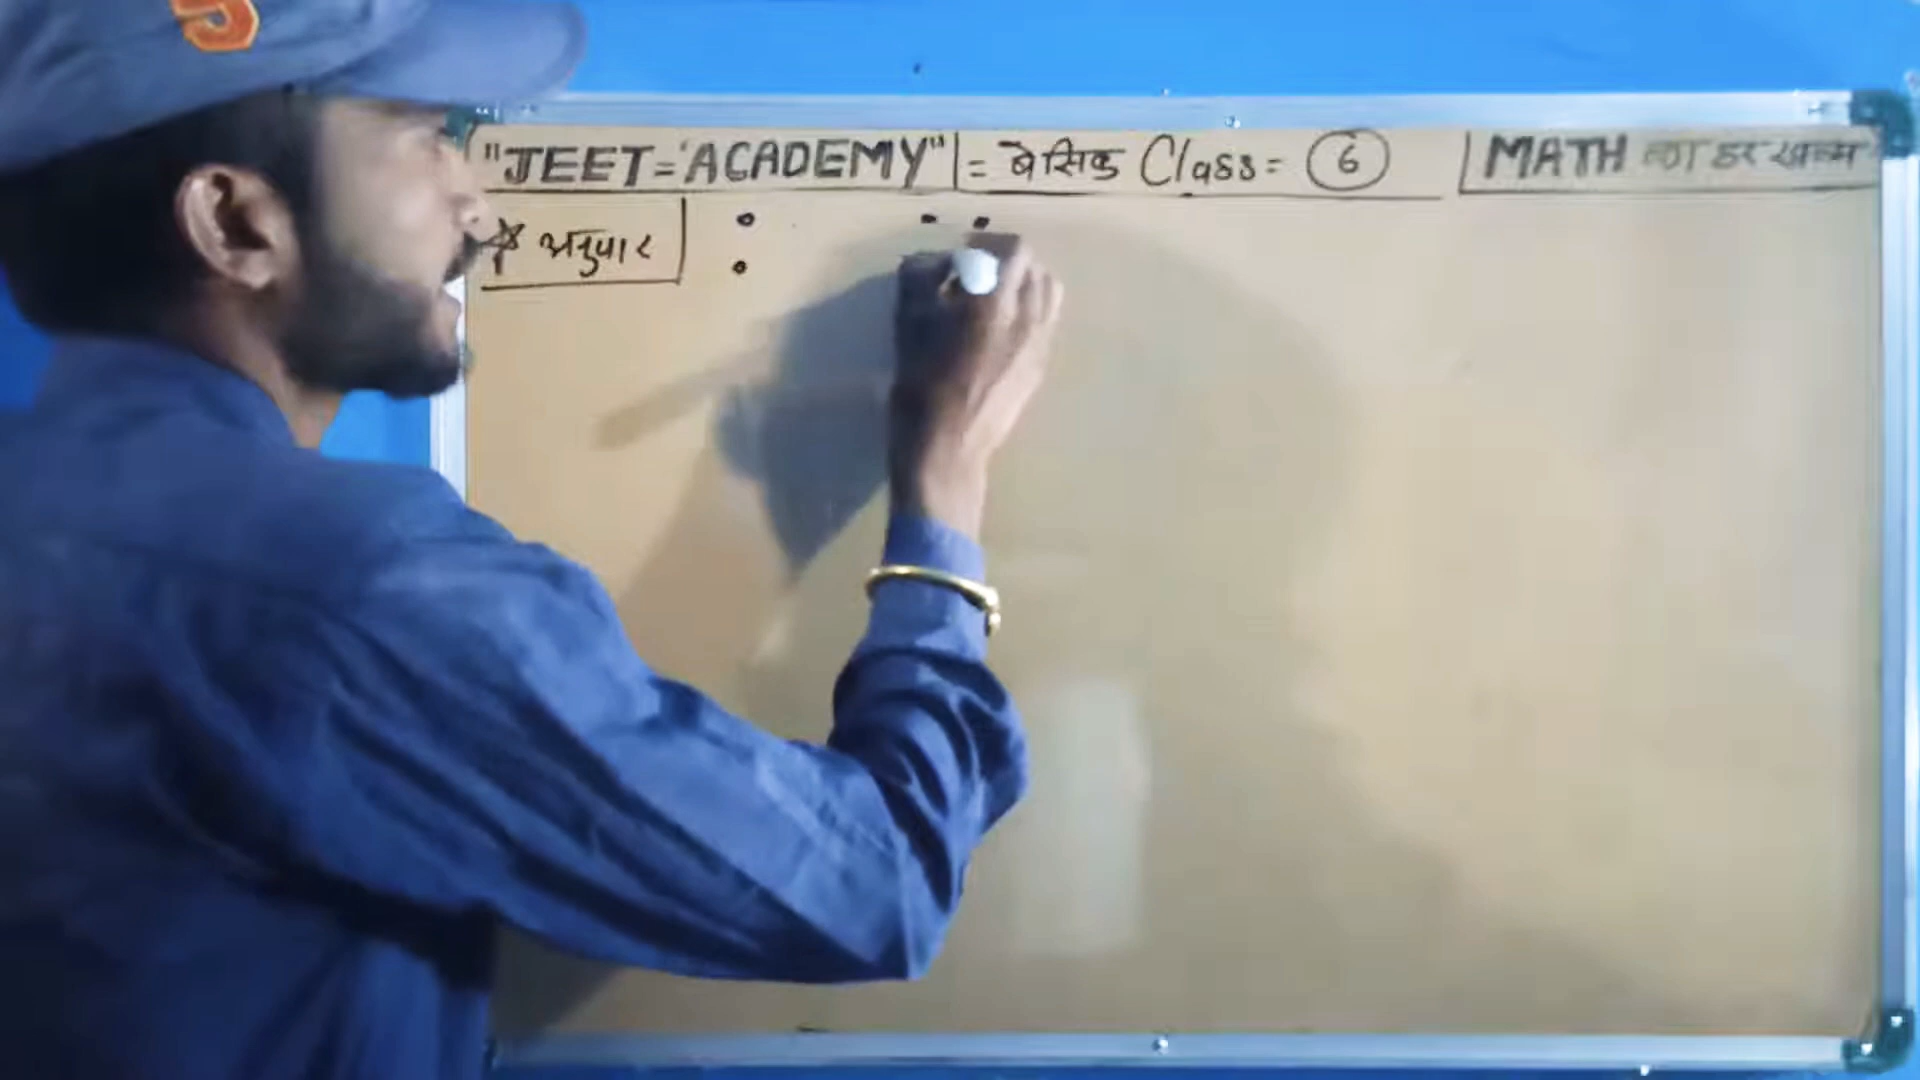 "JEET='ACADEMY" = बेसिक Class= 6 MATH का डर खत्म
* अनुपात :
S